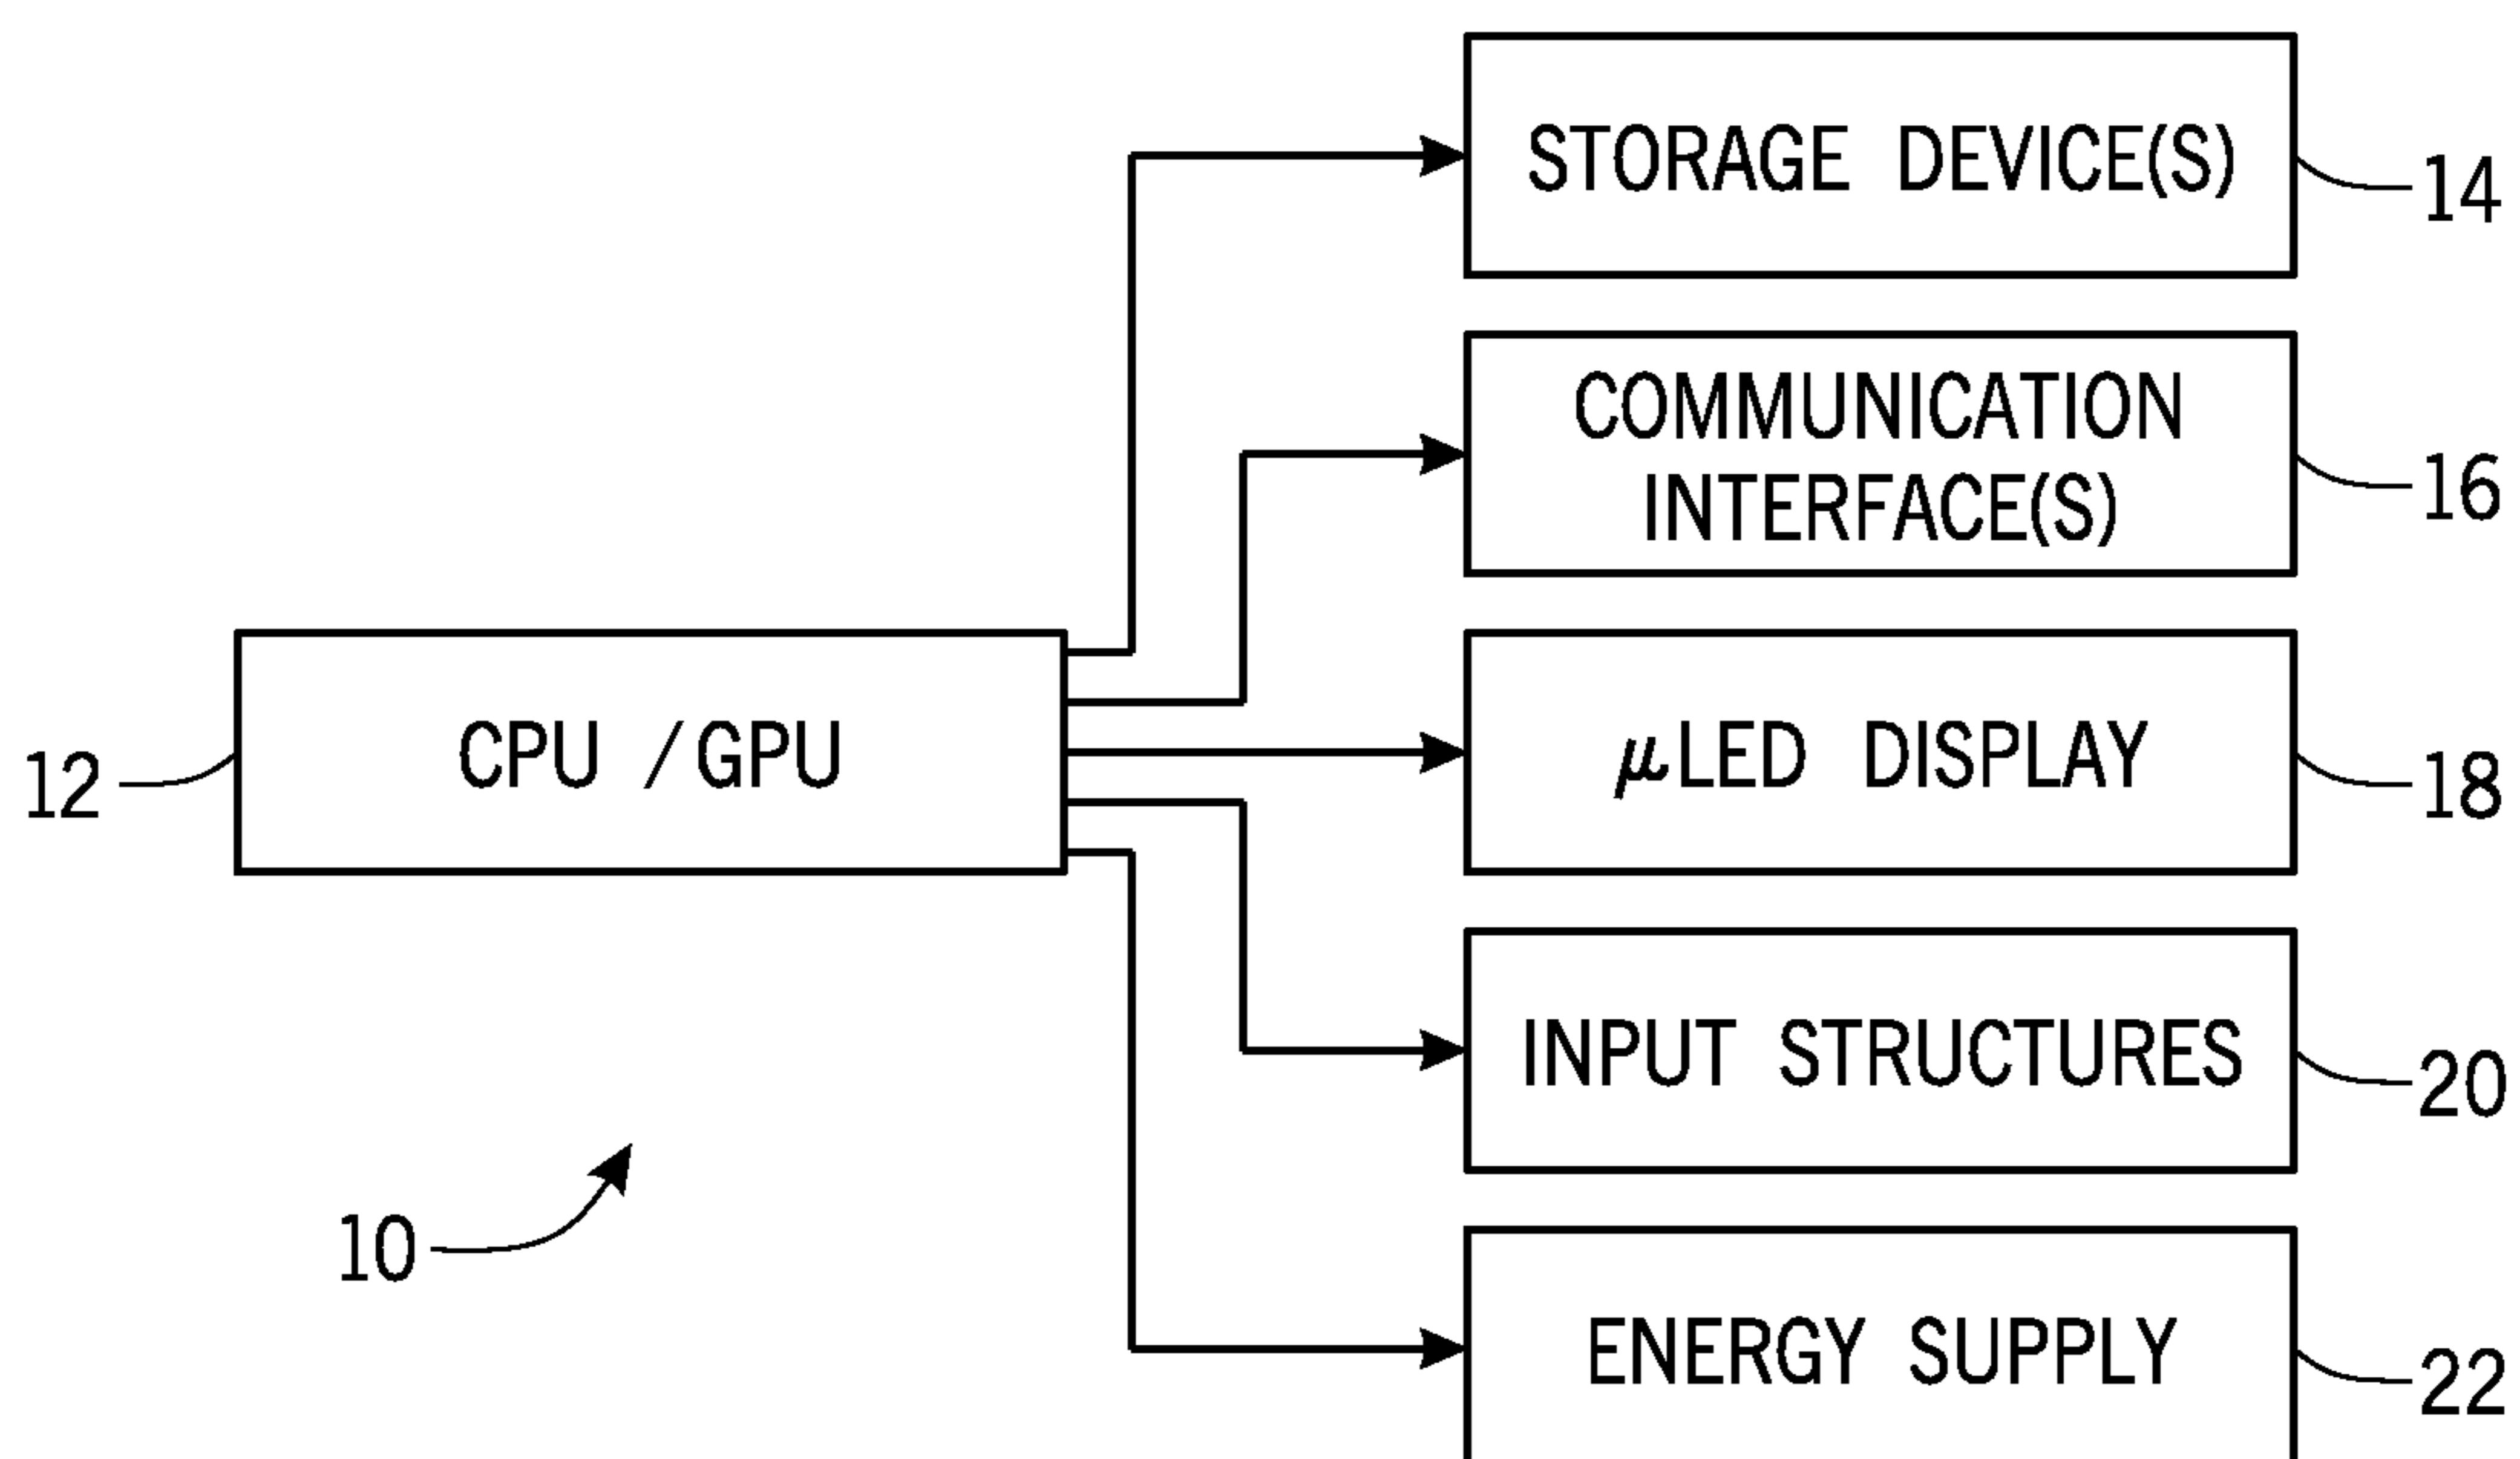 STORAGE DEVICE(S)
14
COMMUNICATION
INTERFACE(S)
16
12
CPU /GPU
μLED DISPLAY
18
INPUT STRUCTURES
20
10
ENERGY SUPPLY
22